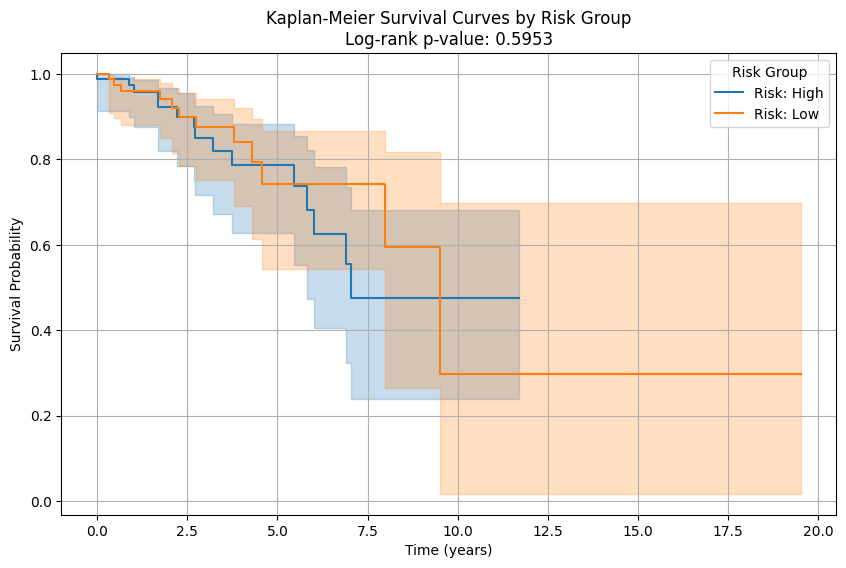 Kaplan-Meier Survival Curves by Risk Group
Log-rank p-value: 0.5953
Risk Group
Risk: High
Risk: Low
Survival Probability
1.0
0.8
0.6
0.4
0.2
0.0
0.0 2.5 5.0 7.5 10.0 12.5 15.0 17.5 20.0
Time (years)